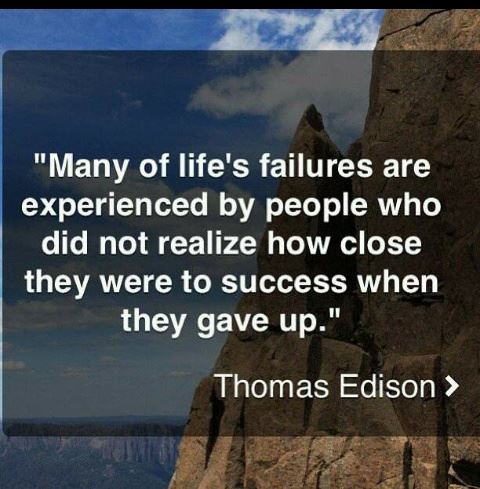 "Many of life's failures are
experienced by people who
did not realize how close
they were to success when
they gave up."
Thomas Edison >